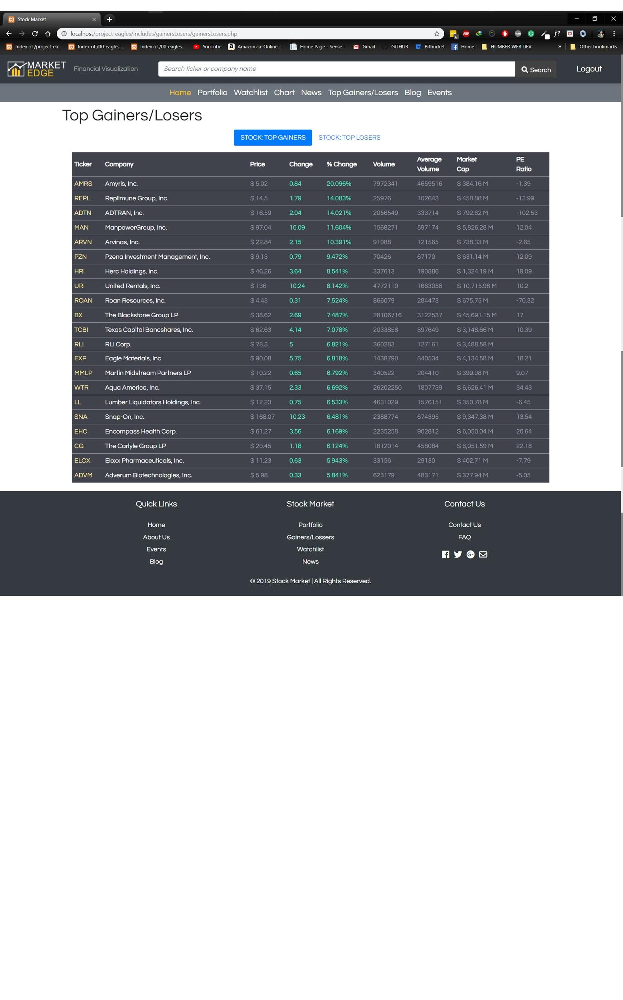 Stock Market
localhost/project-eagles/includes/gainersLosers/gainersLosers.php
6 ABP YAB G f?
Index of /project-ea... Index of /00-eagles... Index of /00-eagles... YouTube a Amazon.ca: Online... Home Page - Sense... Gmail GITHUB Bitbucket Home HUMBER WEB DEV » Other bookmarks
MARKET EDGE Financial Visualization Search ticker or company name Search Logout
Home Portfolio Watchlist Chart News Top Gainers/Losers Blog Events
Top Gainers/Losers
STOCK: TOP GAINERS STOCK: TOP LOSERS
Ticker Company Price Change % Change Volume Average Volume Market Cap PE Ratio
AMRS Amyris, Inc. $ 5.02 0.84 20.096% 7972341 4659516 $ 384.16 M -1.39
REPL Replimune Group, Inc. $ 14.5 1.79 14.083% 25976 102643 $ 458.88 M -13.99
ADTN ADTRAN, Inc. $ 16.59 2.04 14.021% 2056549 333714 $ 792.62 M -102.53
MAN ManpowerGroup, Inc. $ 97.04 10.09 11.604% 1568271 597174 $ 5,826.28 M 12.04
ARVN Arvinas, Inc. $ 22.84 2.15 10.391% 91088 121565 $ 738.33 M -2.65
PZN Pzena Investment Management, Inc. $ 9.13 0.79 9.472% 70426 67170 $ 631.14 M 12.09
HRI Herc Holdings, Inc. $ 46.26 3.64 8.541% 337613 190886 $ 1,324.19 M 19.09
URI United Rentals, Inc. $ 136 10.24 8.142% 4772119 1663058 $ 10,715.98 M 10.2
ROAN Roan Resources, Inc. $ 4.43 0.31 7.524% 866079 284473 $ 675.75 M -70.32
BX The Blackstone Group LP $ 38.62 2.69 7.487% 28106716 3122537 $ 45,691.15 M 17
TCBI Texas Capital Bancshares, Inc. $ 62.63 4.14 7.078% 2033858 897649 $ 3,148.66 M 10.39
RLI RLI Corp. $ 78.3 5 6.821% 360283 127161 $ 3,488.58 M
EXP Eagle Materials, Inc. $ 90.08 5.75 6.818% 1438790 840534 $ 4,134.58 M 18.21
MMLP Martin Midstream Partners LP $ 10.22 0.65 6.792% 340522 204410 $ 399.08 M 9.07
WTR Aqua America, Inc. $ 37.15 2.33 6.692% 26202250 1807739 $ 6,626.41 M 34.43
LL Lumber Liquidators Holdings, Inc. $ 12.23 0.75 6.533% 4631029 1576151 $ 350.78 M -6.45
SNA Snap-On, Inc. $ 168.07 10.23 6.481% 2388774 674395 $ 9,347.38 M 13.54
EHC Encompass Health Corp. $ 61.27 3.56 6.169% 2235258 902812 $ 6,050.04 M 20.64
CG The Carlyle Group LP $ 20.45 1.18 6.124% 1812014 458084 $ 6,951.59 M 22.18
ELOX Eloxx Pharmaceuticals, Inc. $ 11.23 0.63 5.943% 33156 29130 $ 402.71 M -7.79
ADVM Adverum Biotechnologies, Inc. $ 5.98 0.33 5.841% 623179 483171 $ 377.94 M -5.05
Quick Links Stock Market Contact Us
Home Portfolio Contact Us
About Us Gainers/Lossers FAQ
Events Watchlist
Blog News
© 2019 Stock Market | All Rights Reserved.